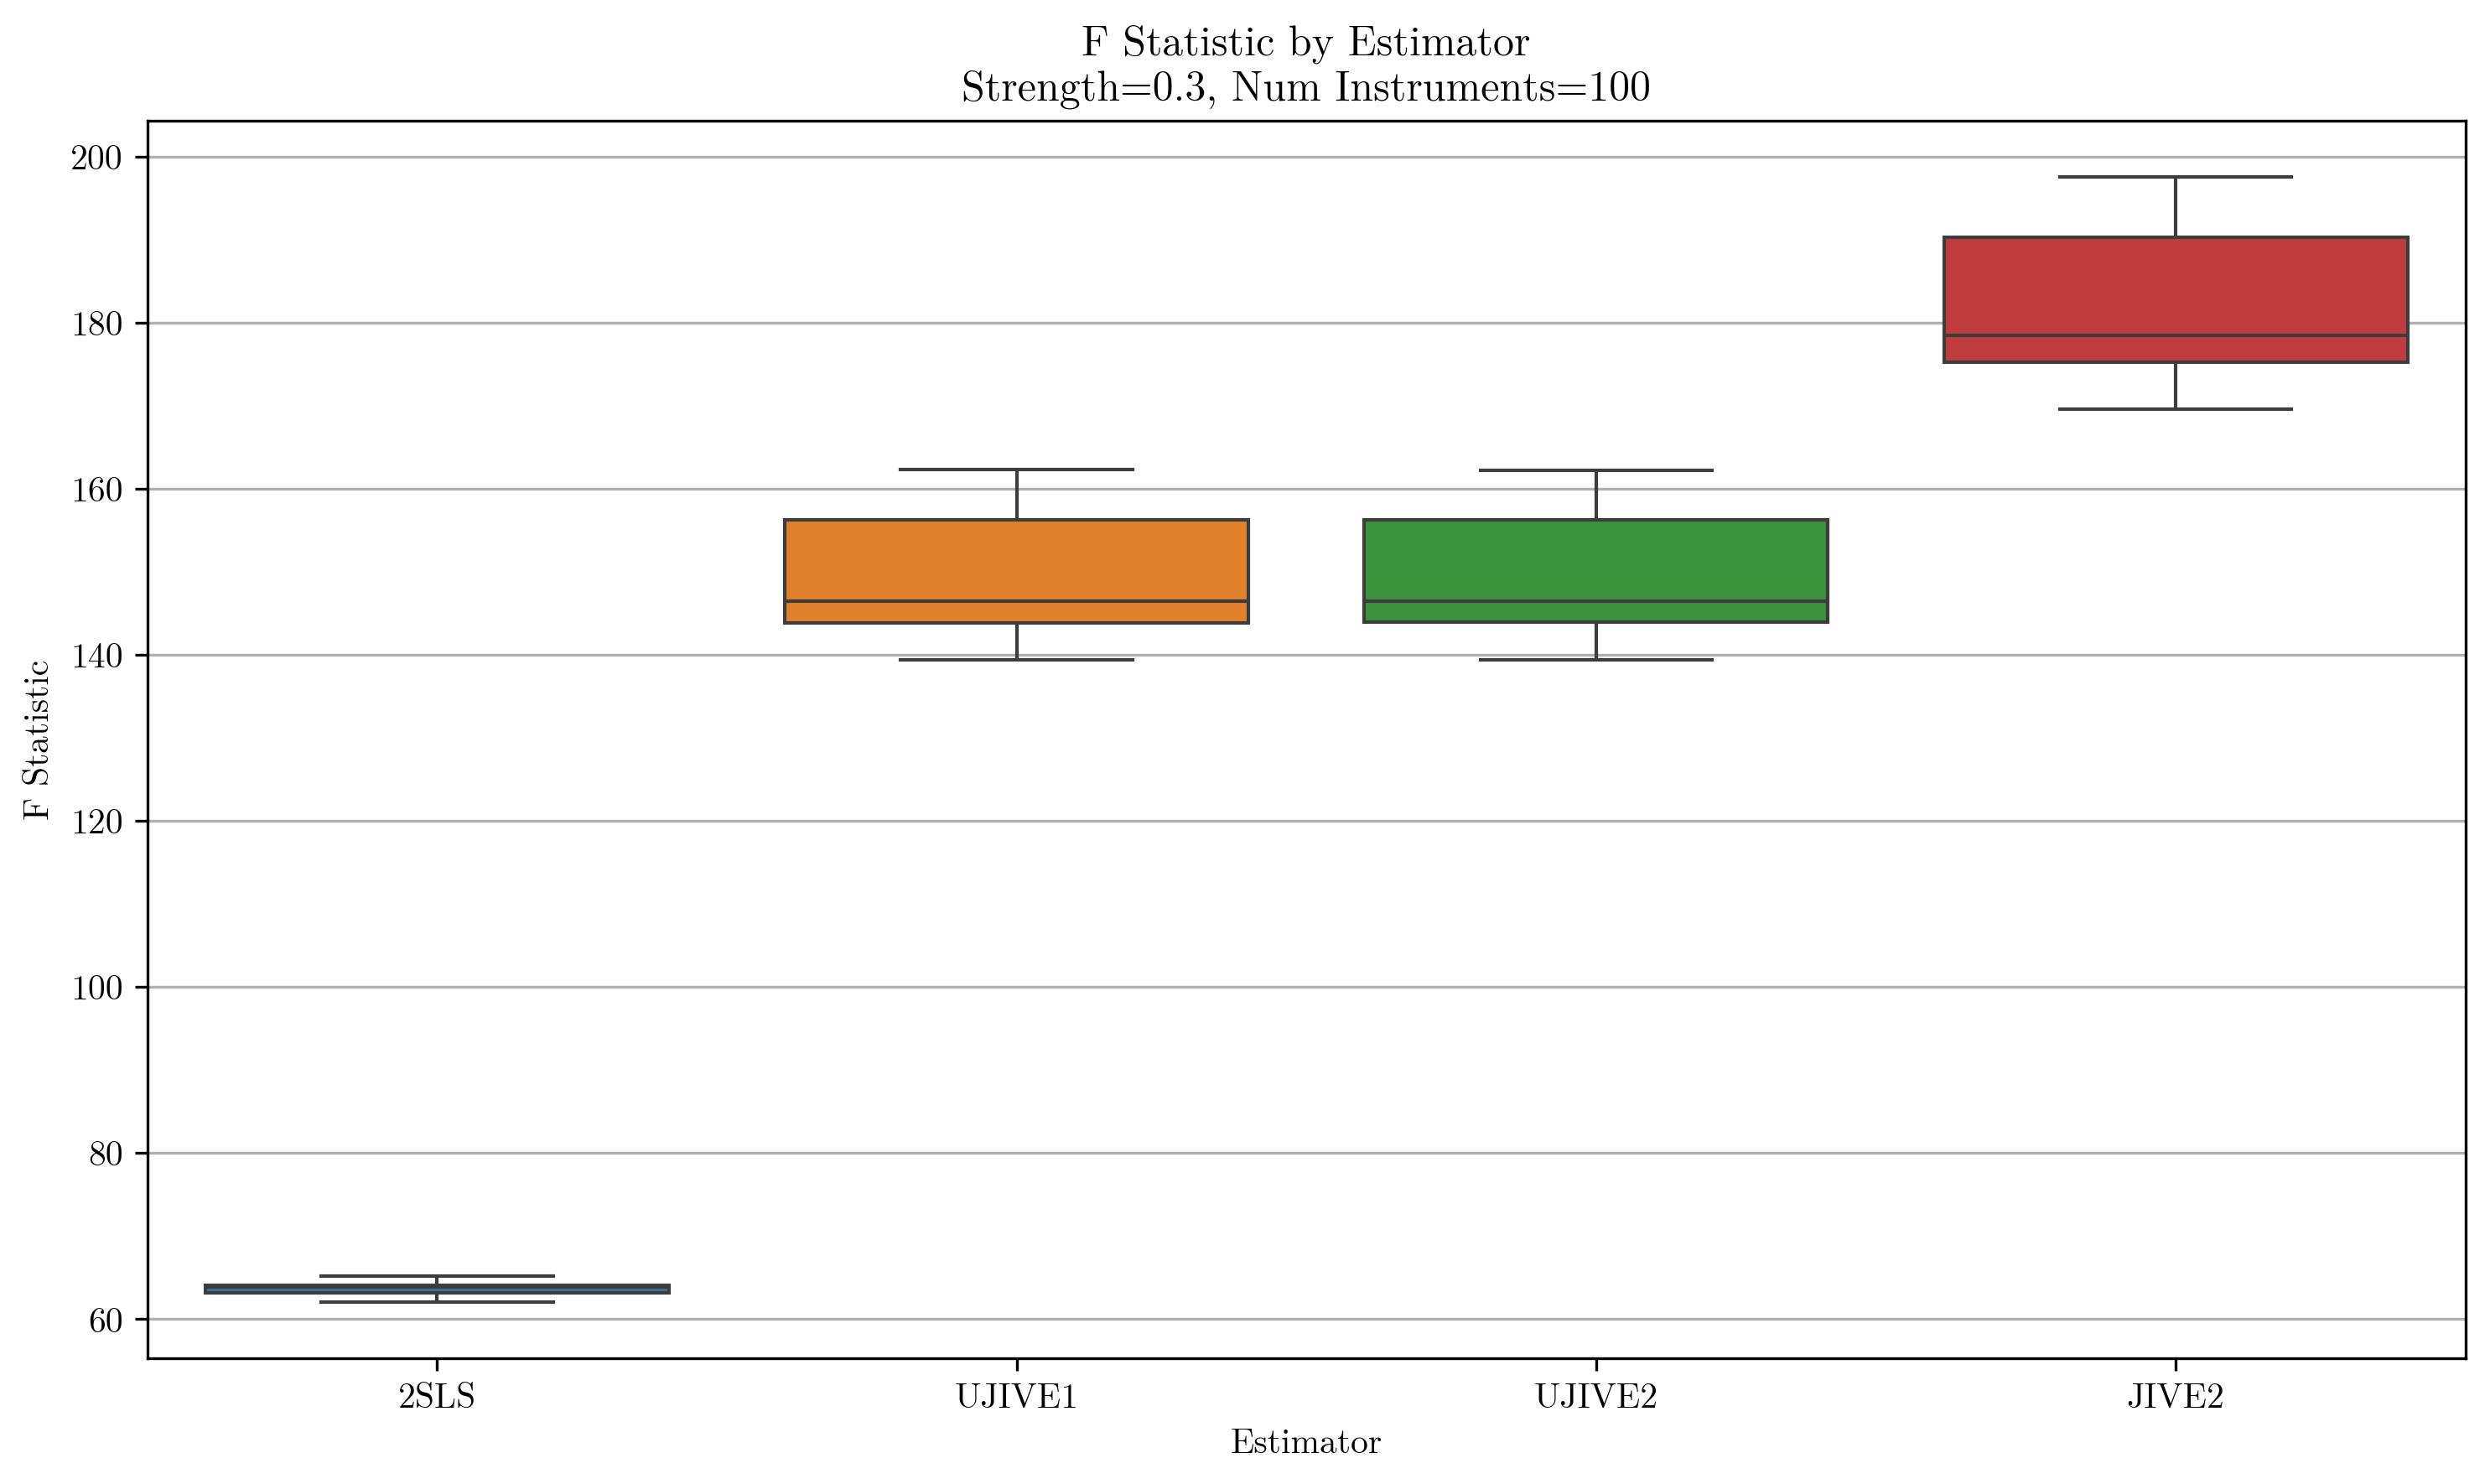 F Statistic by Estimator
Strength=0.3, Num Instruments=100
F Statistic
200
180
160
140
120
100
80
60
2SLS
UJIVE1
UJIVE2
JIVE2
Estimator